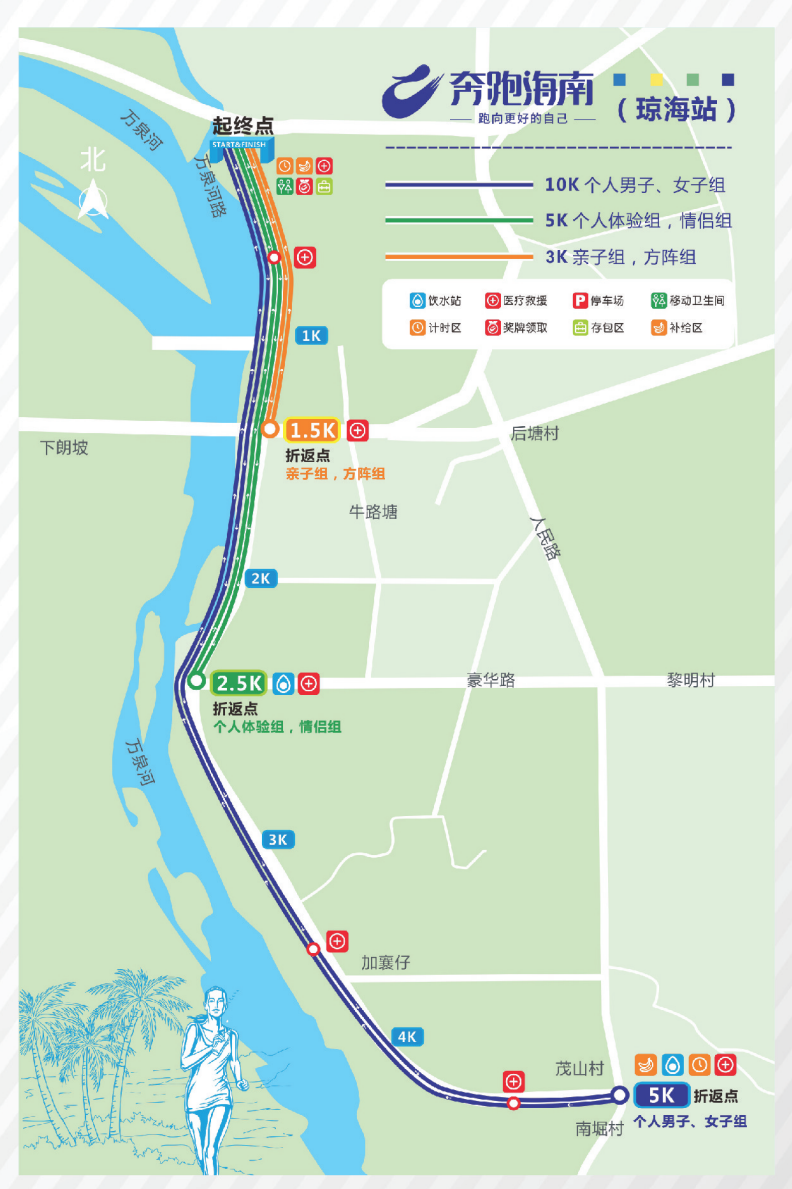 奔跑海南
跑向更好的自己
（琼海站）
10K 个人男子、女子组
5K 个人体验组，情侣组
3K 亲子组，方阵组
饮水站
医疗救援
P 停车场
移动卫生间
计时区
奖牌领取
存包区
补给区
万泉河
北
万泉河路
起终点
START&FINISH
1K
1.5K
折返点
亲子组，方阵组
下朗坡
后塘村
牛路塘
人民路
2K
2.5K
折返点
个人体验组，情侣组
豪华路
黎明村
万泉河
3K
加襄仔
4K
茂山村
5K 折返点
个人男子、女子组
南堀村